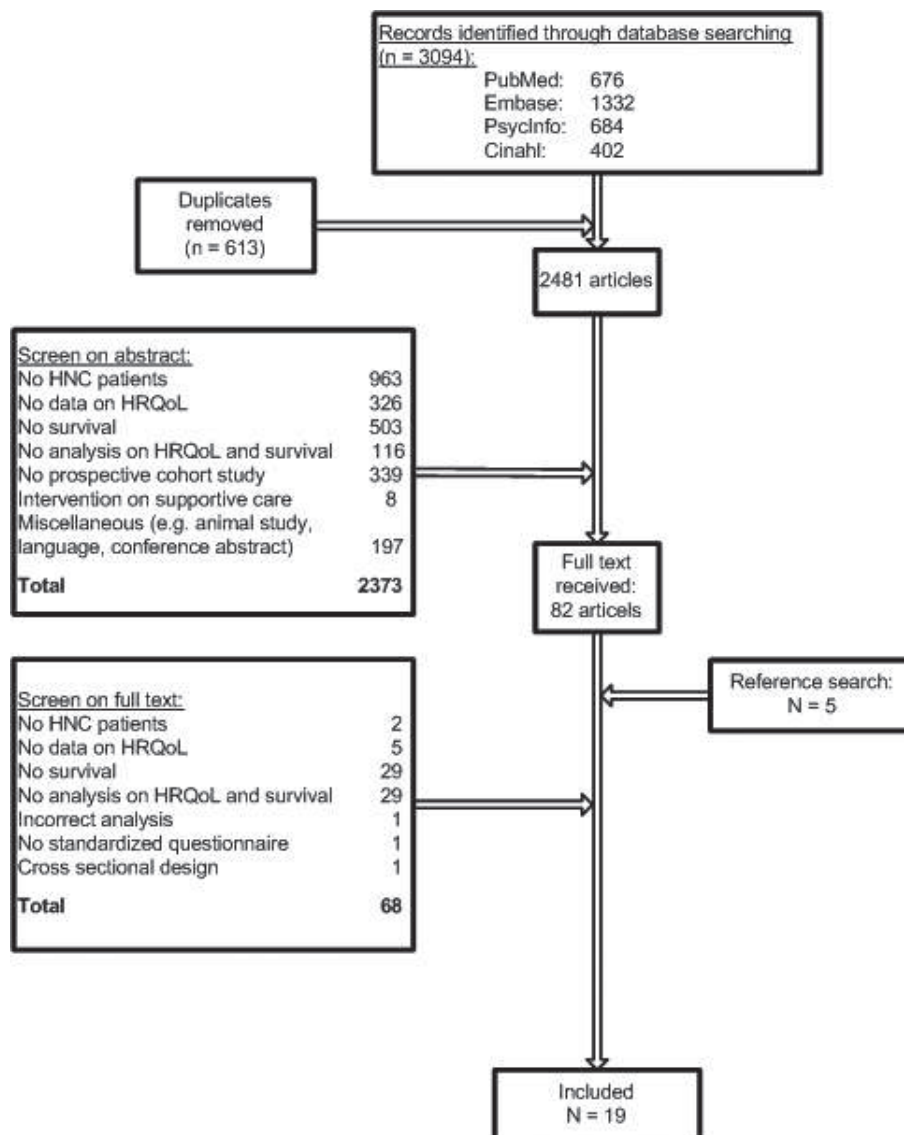 Records identified through database searching
(n = 3094):
PubMed: 676
Embase: 1332
PsycInfo: 684
Cinahl: 402
Duplicates
removed
(n = 613)
2481 articles
Screen on abstract:
No HNC patients 963
No data on HRQoL 326
No survival 503
No analysis on HRQoL and survival 116
No prospective cohort study 339
Intervention on supportive care 8
Miscellaneous (e.g. animal study,
language, conference abstract) 197
Total 2373
Full text
received:
82 articels
Reference search:
N = 5
Screen on full text:
No HNC patients 2
No data on HRQoL 5
No survival 29
No analysis on HRQoL and survival 29
Incorrect analysis 1
No standardized questionnaire 1
Cross sectional design 1
Total 68
Included
N = 19